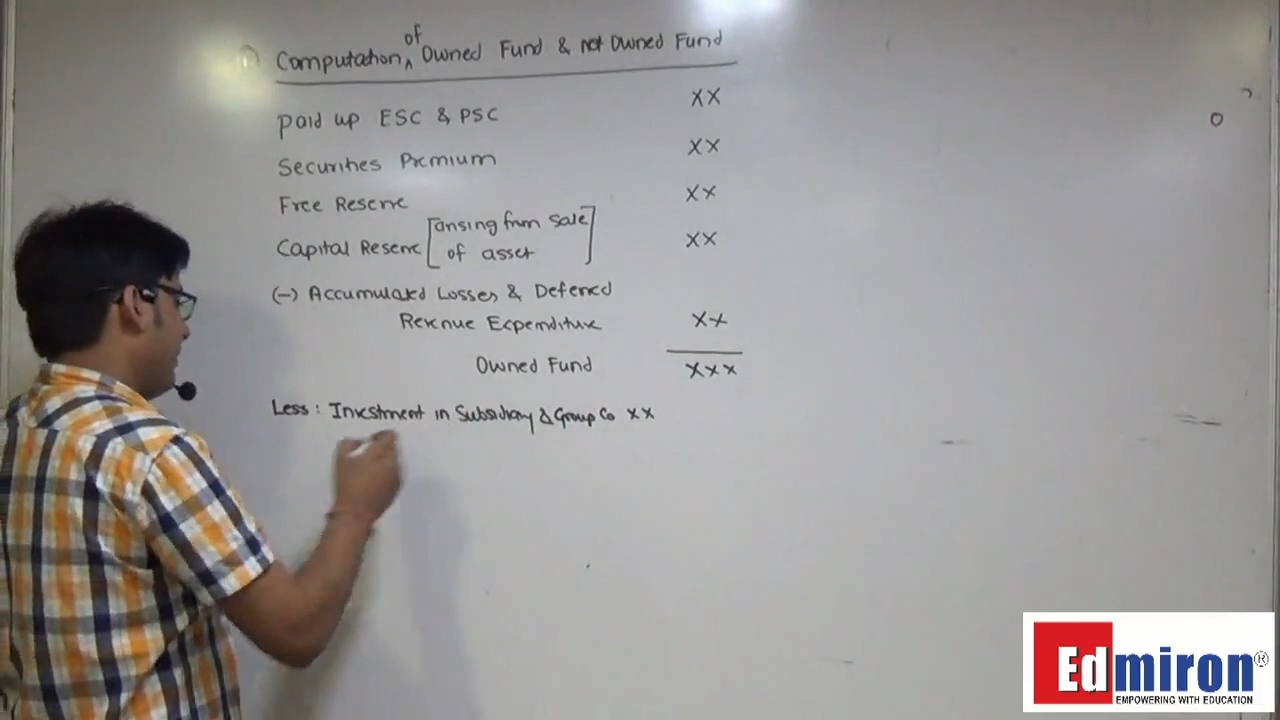 Computation of Owned Fund & not Owned Fund
Paid up ESC & PSC XX
Securities Premium XX
Free Reserve XX
Capital Reserve [arising from sale of asset] XX
(-) Accumulated Losses & Deferred
Revenue Expenditure XX
Owned Fund XXX
Less: Investment in Subsidiary & Group Co XX
Edmiron®
EMPOWERING WITH EDUCATION